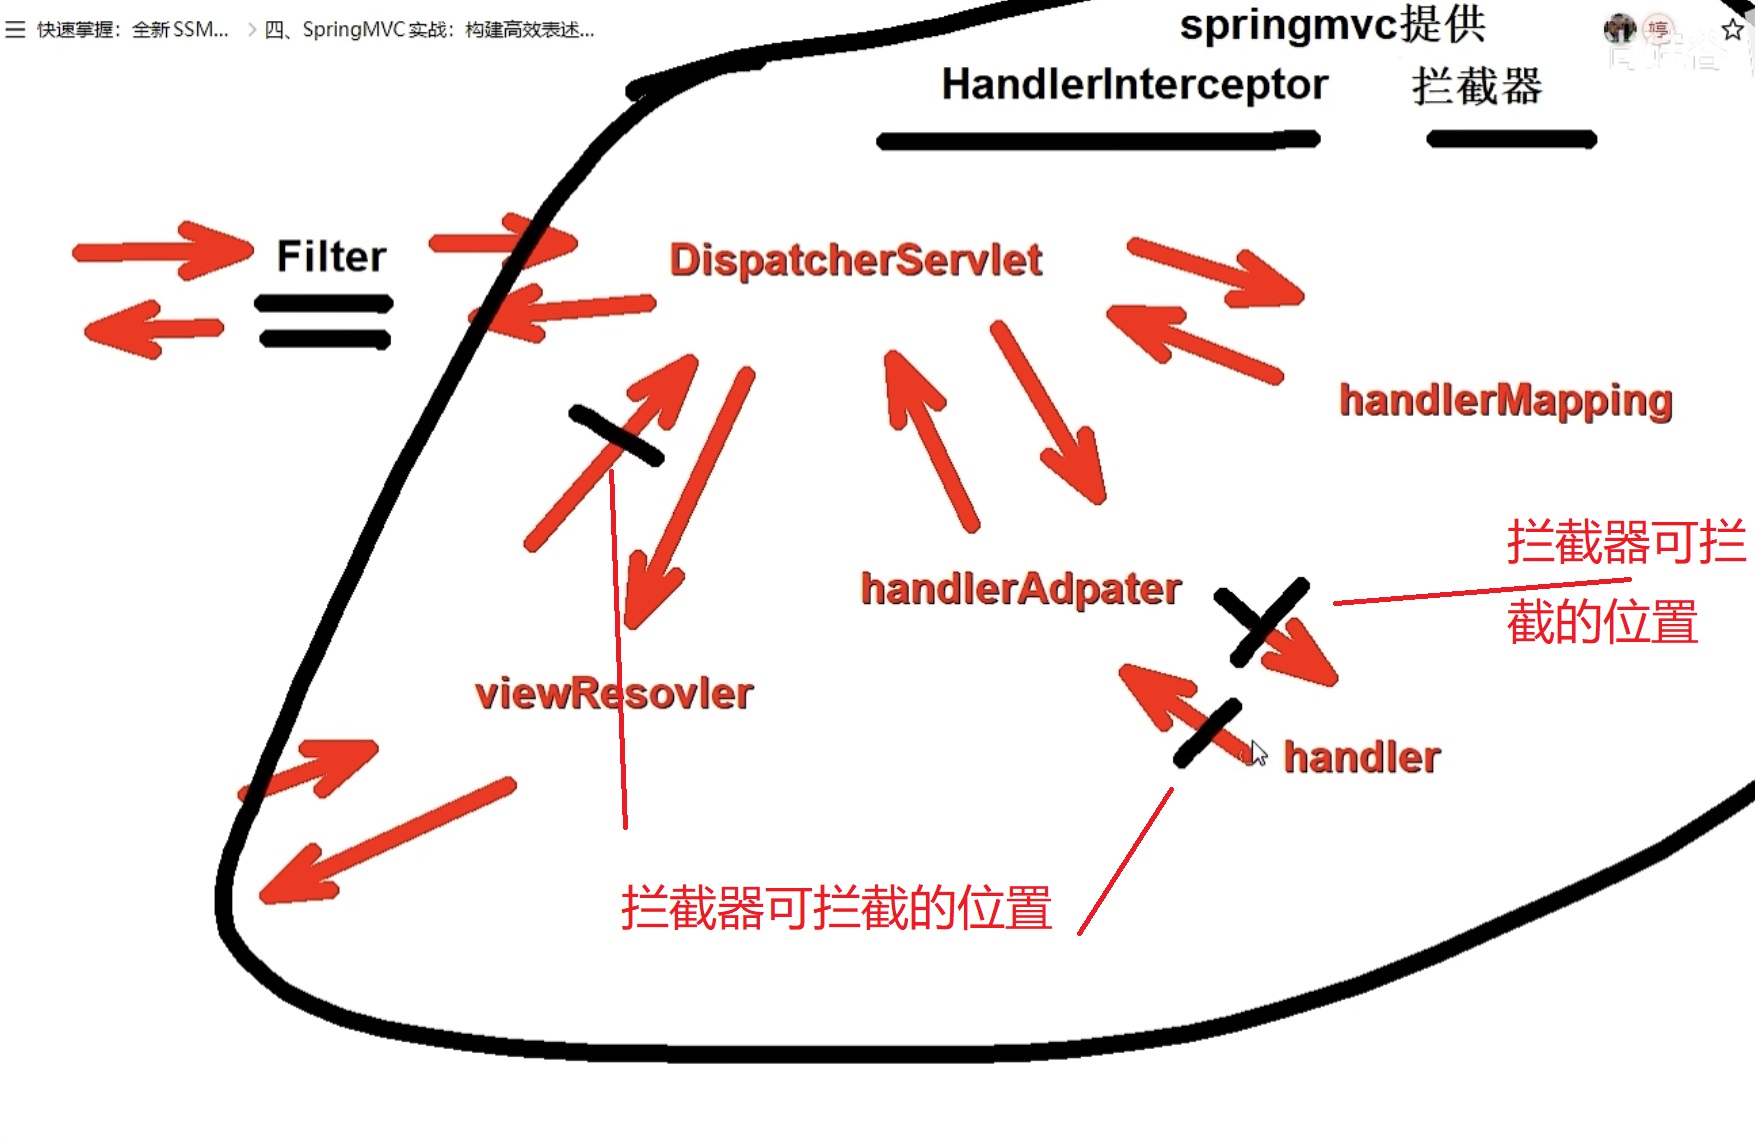 快速掌握：全新SSM... > 四、SpringMVC实战：构建高效表述...
springmvc提供
婷
HandlerInterceptor 拦截器
Filter
DispatcherServlet
handlerMapping
拦截器可拦
截的位置
handlerAdpater
viewResovler
handler
拦截器可拦截的位置